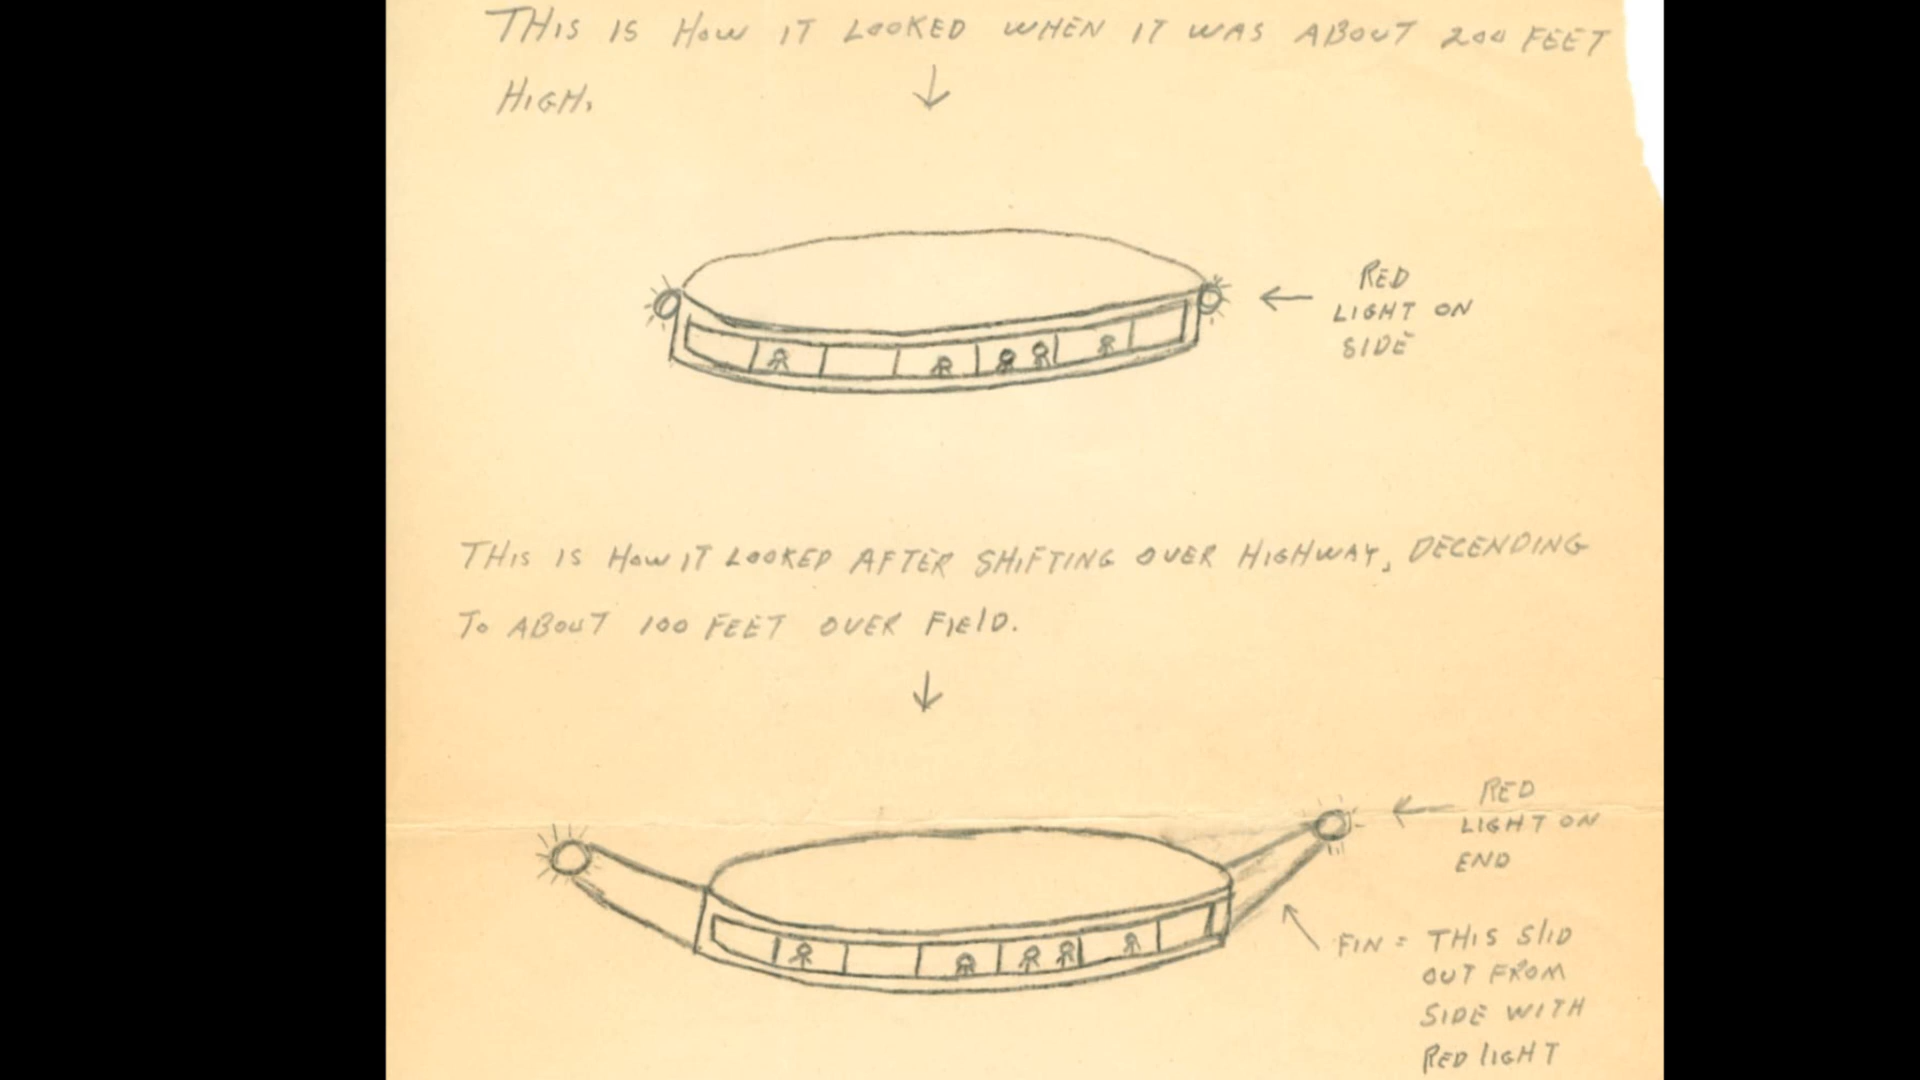 THIS IS HOW IT LOOKED WHEN IT WAS ABOUT 200 FEET
HIGH.
RED
LIGHT ON
SIDE
THIS IS HOW IT LOOKED AFTER SHIFTING OVER HIGHWAY, DECENDING
TO ABOUT 100 FEET OVER FIELD.
RED
LIGHT ON
END
FIN = THIS SLID
OUT FROM
SIDE WITH
RED LIGHT